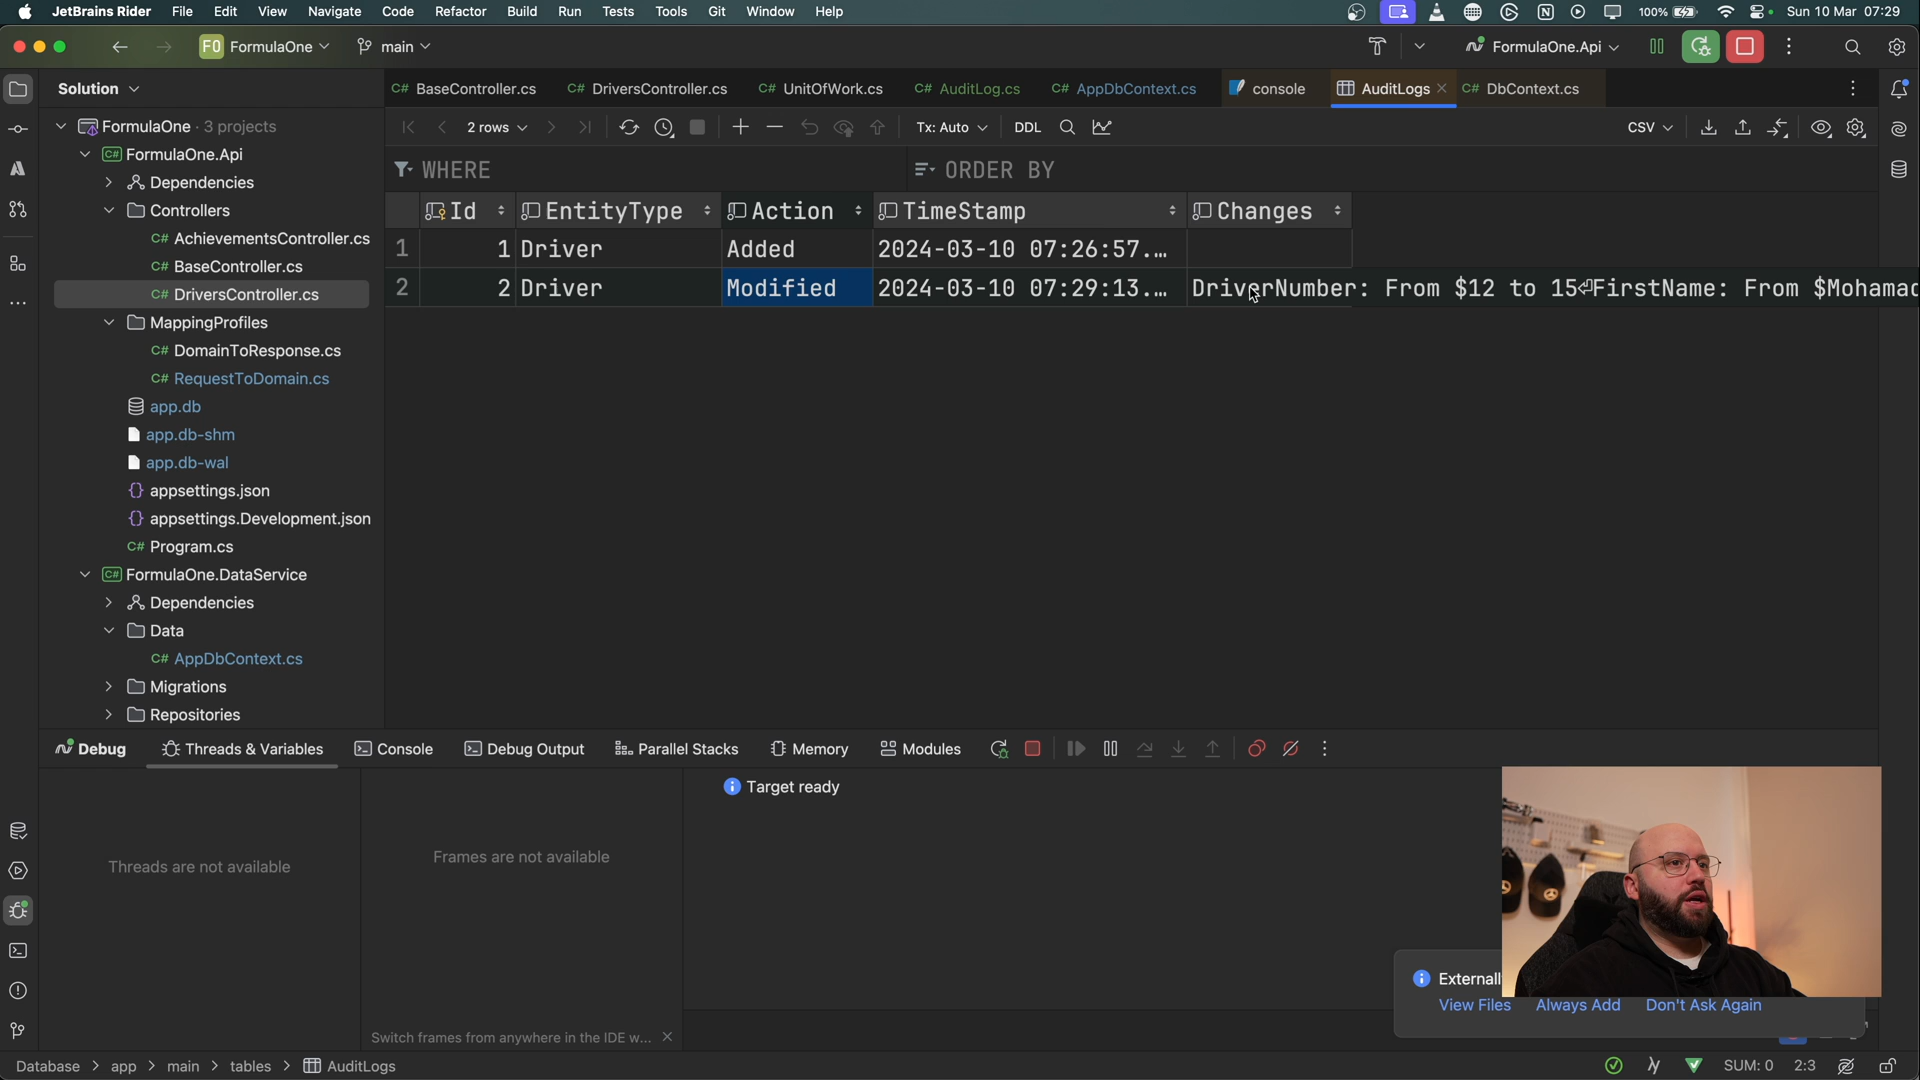 JetBrains Rider File Edit View Navigate Code Refactor Build Run Tests Tools Git Window Help 100% Sun 10 Mar 07:29
FO FormulaOne main FormulaOne.Api
Solution
C# BaseController.cs C# DriversController.cs C# UnitOfWork.cs C# AuditLog.cs C# AppDbContext.cs console AuditLogs C# DbContext.cs
2 rows Tx: Auto DDL CSV
WHERE ORDER BY
Id EntityType Action TimeStamp Changes
1 1 Driver Added 2024-03-10 07:26:57.…
2 2 Driver Modified 2024-03-10 07:29:13.… DriverNumber: From $12 to 15⏎FirstName: From $Mohamad
FormulaOne · 3 projects
C# FormulaOne.Api
Dependencies
Controllers
C# AchievementsController.cs
C# BaseController.cs
C# DriversController.cs
MappingProfiles
C# DomainToResponse.cs
C# RequestToDomain.cs
app.db
app.db-shm
app.db-wal
{} appsettings.json
{} appsettings.Development.json
C# Program.cs
C# FormulaOne.DataService
Dependencies
Data
C# AppDbContext.cs
Migrations
Repositories
Debug Threads & Variables Console Debug Output Parallel Stacks Memory Modules
Target ready
Threads are not available
Frames are not available
Switch frames from anywhere in the IDE w...
View Files Always Add Don't Ask Again
Database > app > main > tables > AuditLogs SUM: 0 2:3